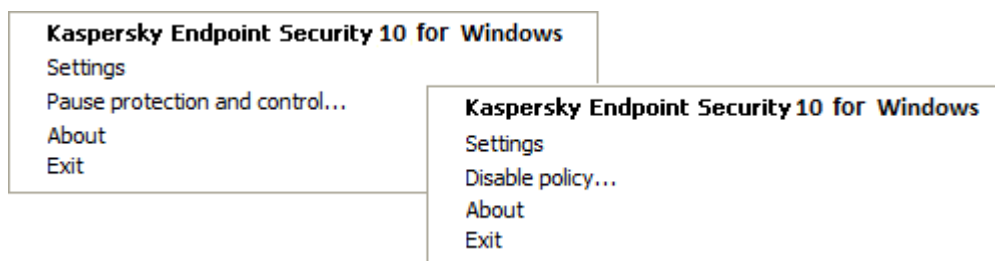 Kaspersky Endpoint Security 10 for Windows
Settings
Pause protection and control...
About
Exit
Kaspersky Endpoint Security 10 for Windows
Settings
Disable policy...
About
Exit